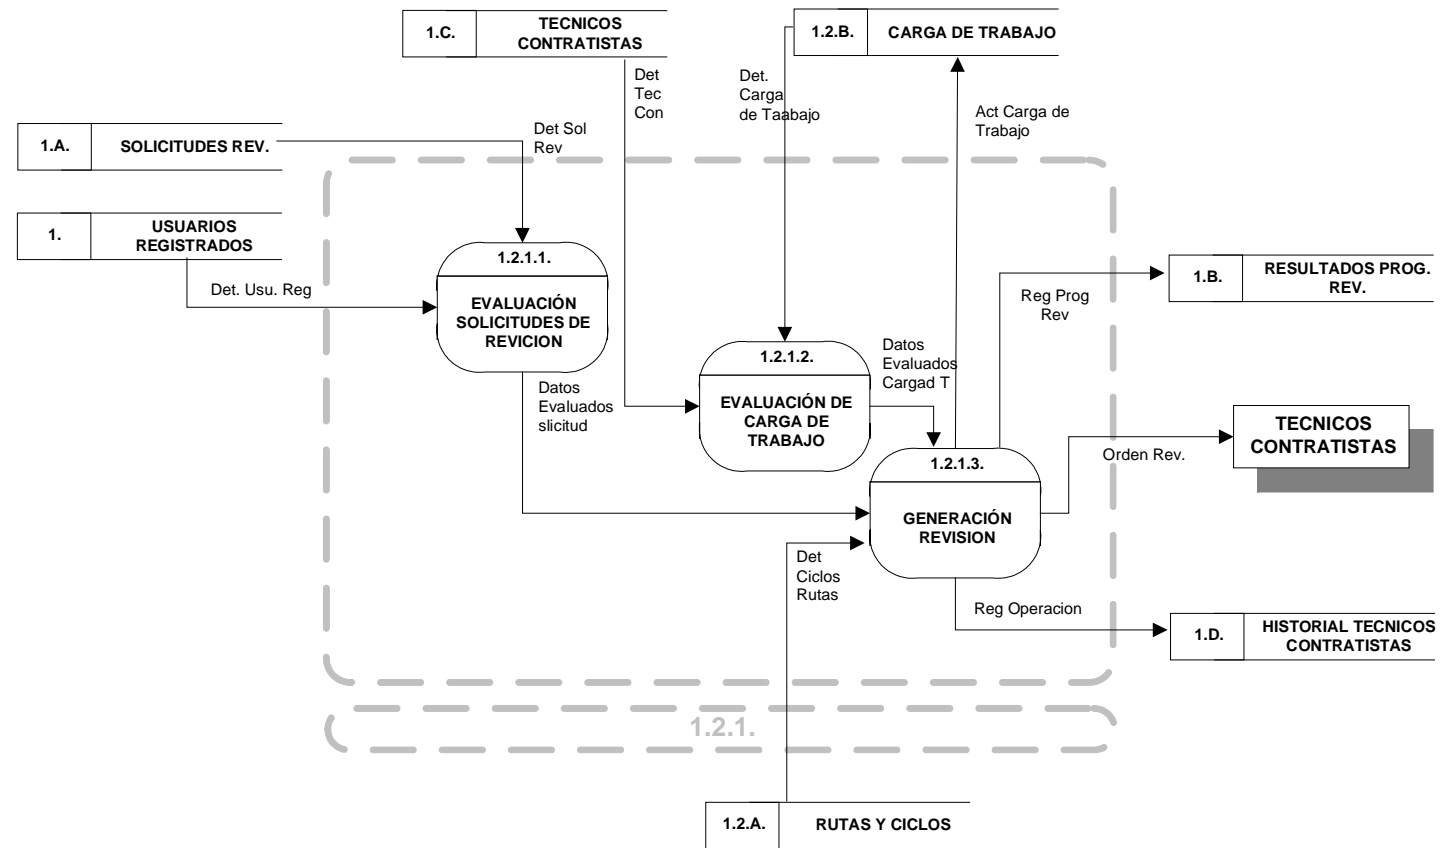 1.C.
TECNICOS
CONTRATISTAS
1.2.B.
CARGA DE TRABAJO
Det
Tec
Con
Det.
Carga
de Taabajo
Act Carga de
Trabajo
1.A.
SOLICITUDES REV.
Det Sol
Rev
1.
USUARIOS
REGISTRADOS
Det. Usu. Reg
1.2.1.1.
EVALUACIÓN
SOLICITUDES DE
REVICION
1.B.
RESULTADOS PROG.
REV.
Reg Prog
Rev
1.2.1.2.
EVALUACIÓN DE
CARGA DE
TRABAJO
Datos
Evaluados
Cargad T
Datos
Evaluados
slicitud
TECNICOS
CONTRATISTAS
Orden Rev.
1.2.1.3.
GENERACIÓN
REVISION
Det
Ciclos
Rutas
Reg Operacion
1.D.
HISTORIAL TECNICOS
CONTRATISTAS
1.2.1.
1.2.A.
RUTAS Y CICLOS